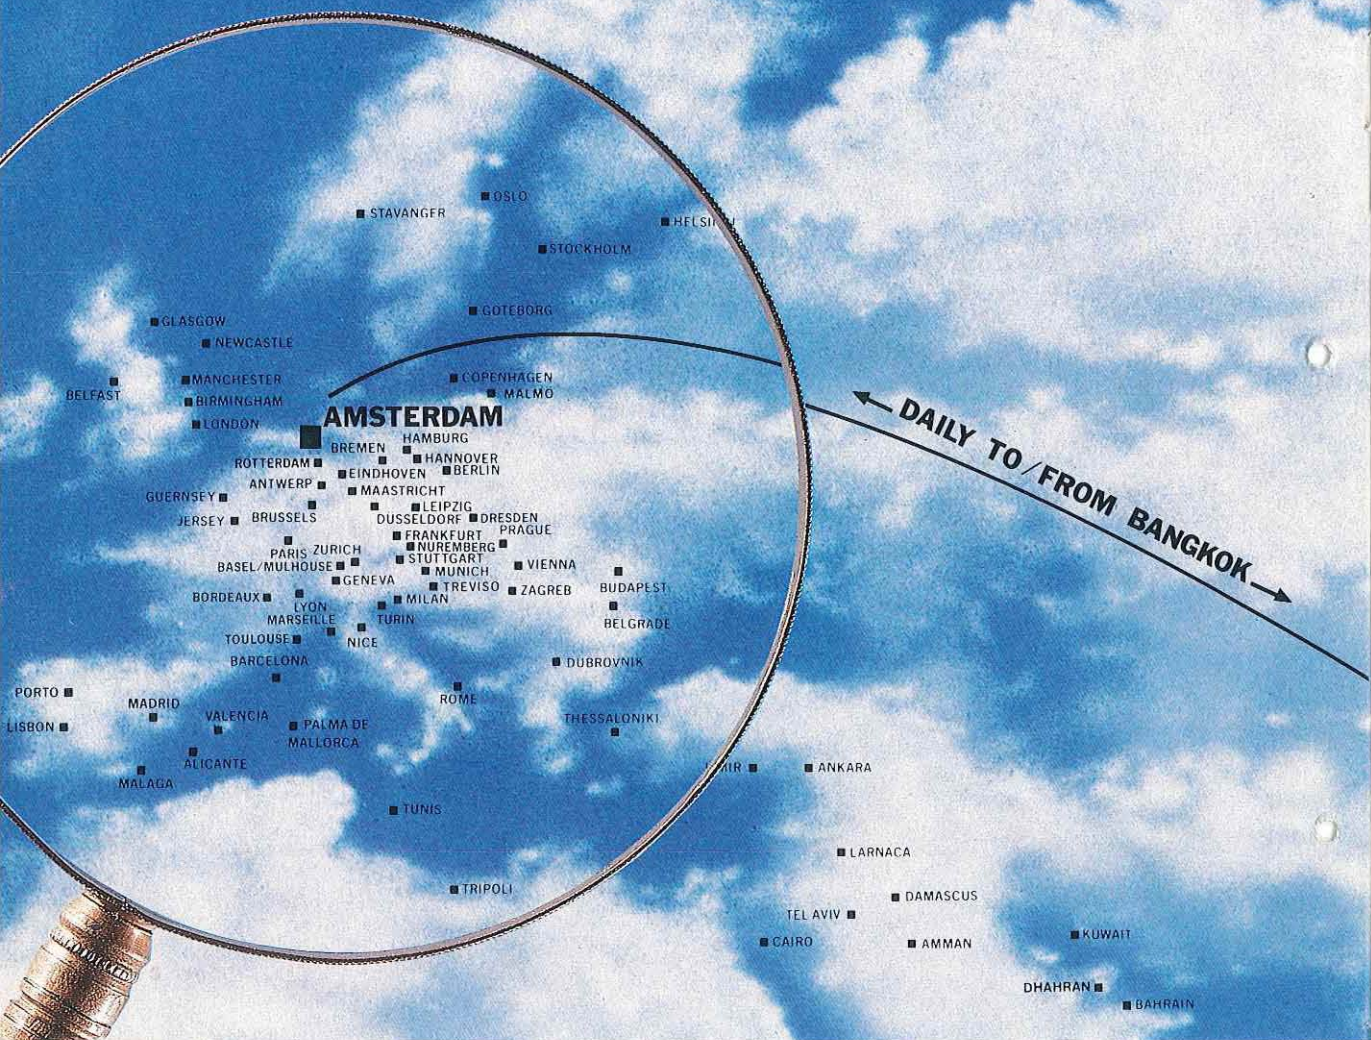 OSLO
STAVANGER
HELSI
STOCKHOLM
GOTEBORG
GLASGOW
NEWCASTLE
MANCHESTER
BELFAST
BIRMINGHAM
LONDON
COPENHAGEN
MALMO
AMSTERDAM
DAILY TO/FROM BANGKOK
HAMBURG
BREMEN
HANNOVER
ROTTERDAM
BERLIN
EINDHOVEN
ANTWERP
MAASTRICHT
GUERNSEY
LEIPZIG
JERSEY
BRUSSELS
DUSSELDORF
DRESDEN
PRAGUE
FRANKFURT
NUREMBERG
PARIS
ZURICH
STUTTGART
BASEL/MULHOUSE
VIENNA
MUNICH
GENEVA
TREVISO
ZAGREB
BUDAPEST
BORDEAUX
LYON
MILAN
MARSEILLE
TURIN
BELGRADE
TOULOUSE
NICE
BARCELONA
DUBROVNIK
PORTO
ROME
MADRID
VALENCIA
THESSALONIKI
LISBON
PALMA DE
MALLORCA
ALICANTE
MALAGA
MIR
ANKARA
TUNIS
LARNACA
TRIPOLI
DAMASCUS
TEL AVIV
CAIRO
AMMAN
KUWAIT
DHAHRAN
BAHRAIN